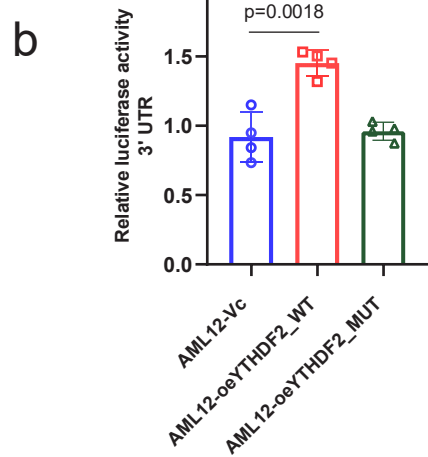 b
p=0.0018
Relative luciferase activity
3' UTR
1.5
1.0
0.5
0.0
AML12-Vc
AML12-oeYTHDF2_WT
AML12-oeYTHDF2_MUT